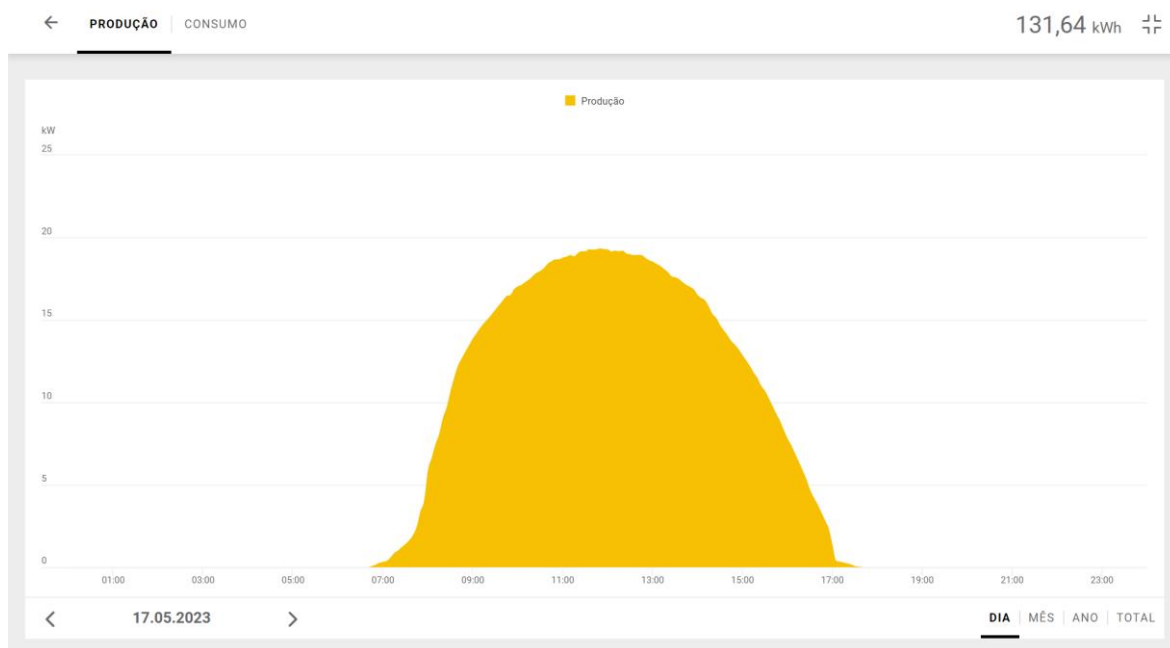 ← PRODUÇÃO | CONSUMO 131,64 kWh
Produção
kW
25
20
15
10
5
0
01:00 03:00 05:00 07:00 09:00 11:00 13:00 15:00 17:00 19:00 21:00 23:00
< 17.05.2023 > DIA | MÊS | ANO | TOTAL